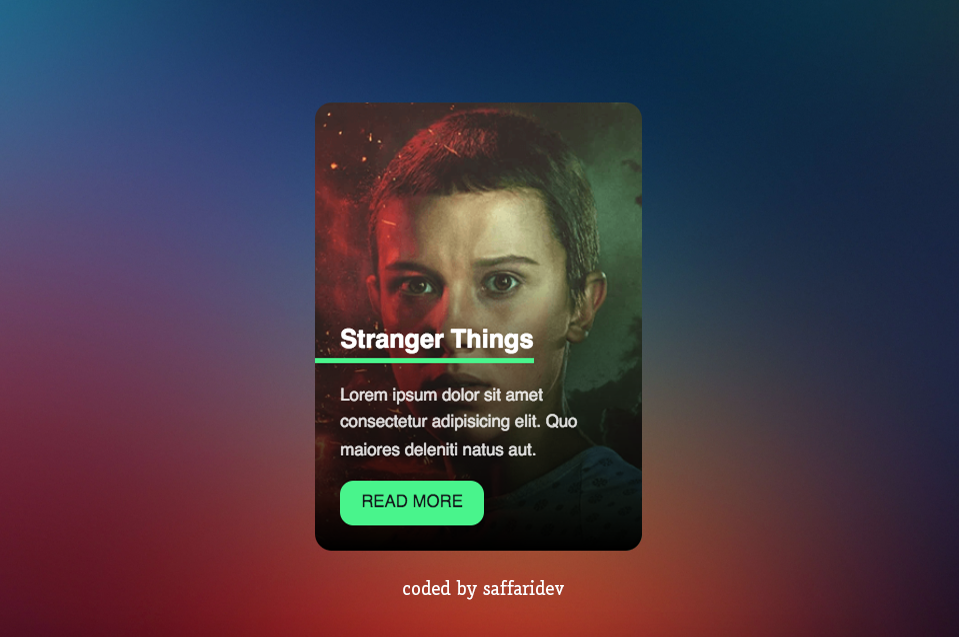 Stranger Things
Lorem ipsum dolor sit amet
consectetur adipisicing elit. Quo
maiores deleniti natus aut.
READ MORE
coded by saffaridev